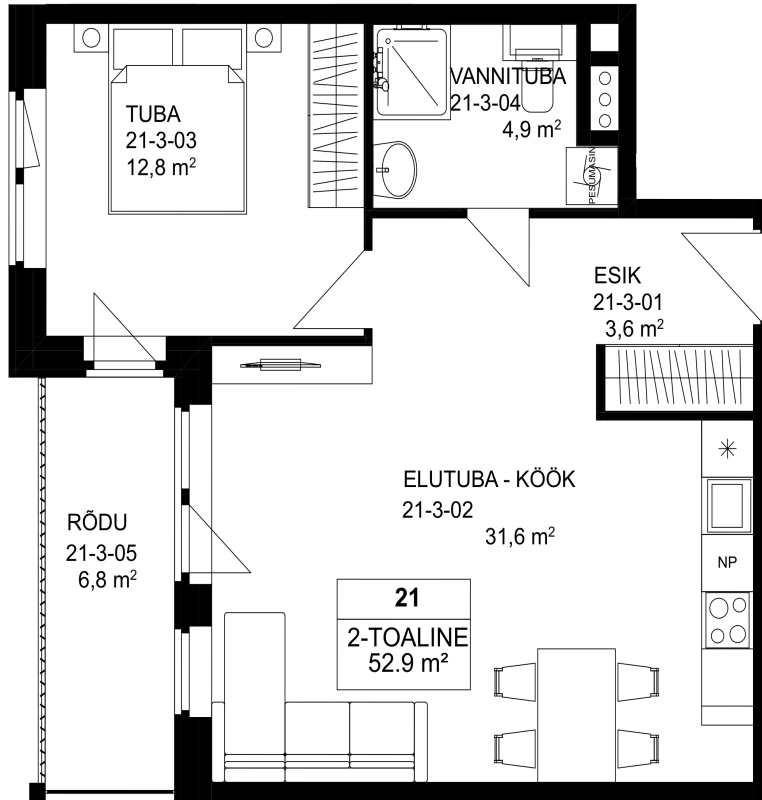 TUBA
21-3-03
12,8 m²
VANNITUBA
21-3-04
4,9 m²
PESUMASIN
ESIK
21-3-01
3,6 m²
ELUTUBA - KÖÖK
21-3-02
31,6 m²
NP
RÕDU
21-3-05
6,8 m²
21
2-TOALINE
52.9 m²